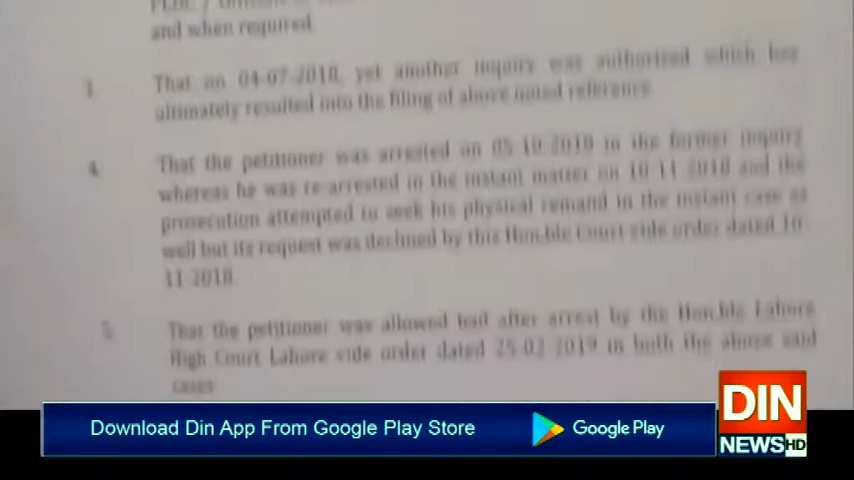 and when required
3. That on 04-07-2018, yet another inquiry was authorized which has
ultimately resulted into the filing of above noted reference
4. That the petitioner was arrested on 05-10-2018 in the former inquiry
whereas he was re-arrested in the instant matter on 10-11-2018 and the
prosecution attempted to seek his physical remand in the instant case as
well but its request was declined by this Hon,ble Court vide order dated 10-
11-2018.
5. That the petitioner was allowed bail after arrest by the Hon,ble Lahore
High Court Lahore vide order dated 25-02-2019 in both the above said
cases
Download Din App From Google Play Store
Google Play
DIN
NEWS HD